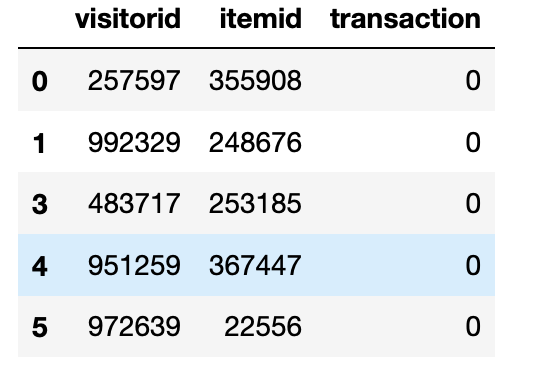 visitorid itemid transaction
0 257597 355908 0
1 992329 248676 0
3 483717 253185 0
4 951259 367447 0
5 972639 22556 0